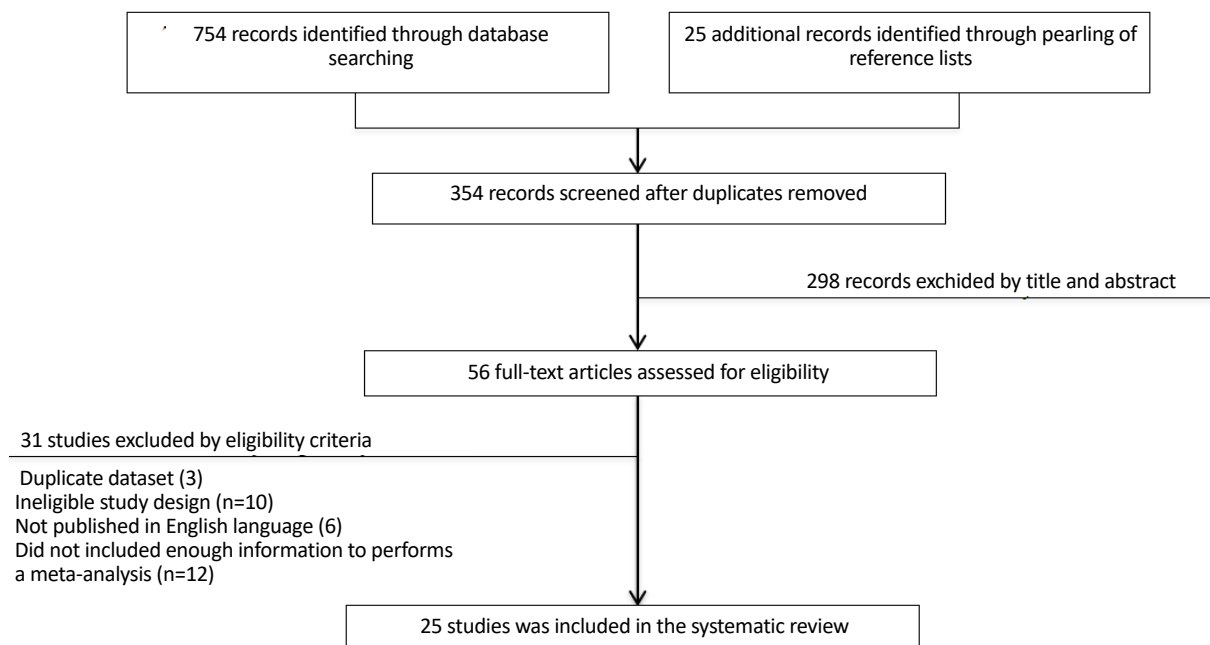 754 records identified through database
searching
25 additional records identified through pearling of
reference lists
354 records screened after duplicates removed
298 records exchided by title and abstract
56 full-text articles assessed for eligibility
31 studies excluded by eligibility criteria
Duplicate dataset (3)
Ineligible study design (n=10)
Not published in English language (6)
Did not included enough information to performs
a meta-analysis (n=12)
25 studies was included in the systematic review